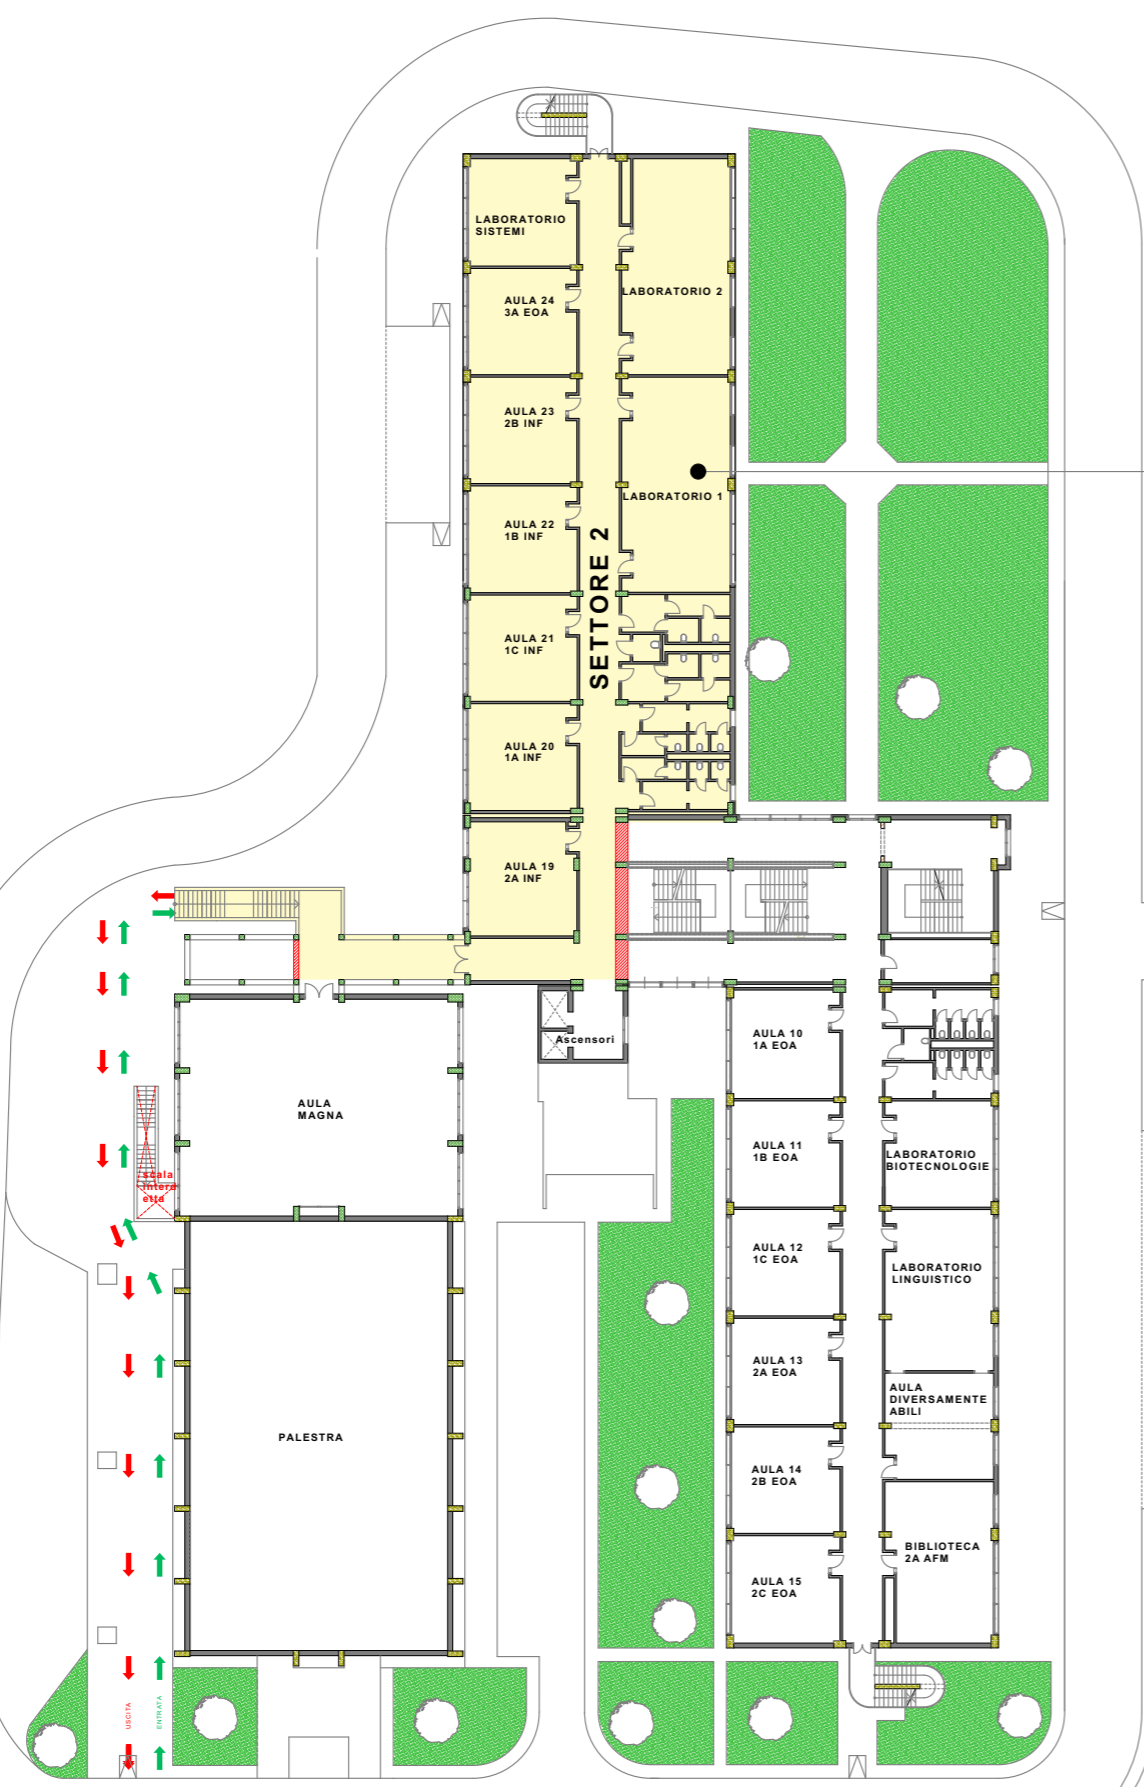 LABORATORIO
SISTEMI
AULA 24
3A EOA
LABORATORIO 2
AULA 23
2B INF
LABORATORIO 1
AULA 22
1B INF
SETTORE 2
AULA 21
1C INF
AULA 20
1A INF
AULA 19
2A INF
Ascensori
AULA 10
1A EOA
AULA
MAGNA
AULA 11
1B EOA
LABORATORIO
BIOTECNOLOGIE
scala
interd
etta
AULA 12
1C EOA
LABORATORIO
LINGUISTICO
AULA 13
2A EOA
AULA
DIVERSAMENTE
ABILI
PALESTRA
AULA 14
2B EOA
BIBLIOTECA
2A AFM
AULA 15
2C EOA
USCITA
ENTRATA